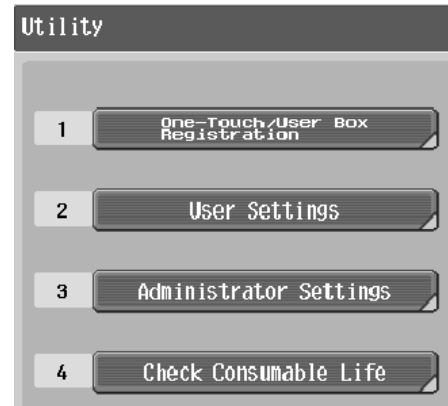 Utility
1 One-Touch/User Box
Registration
2 User Settings
3 Administrator Settings
4 Check Consumable Life